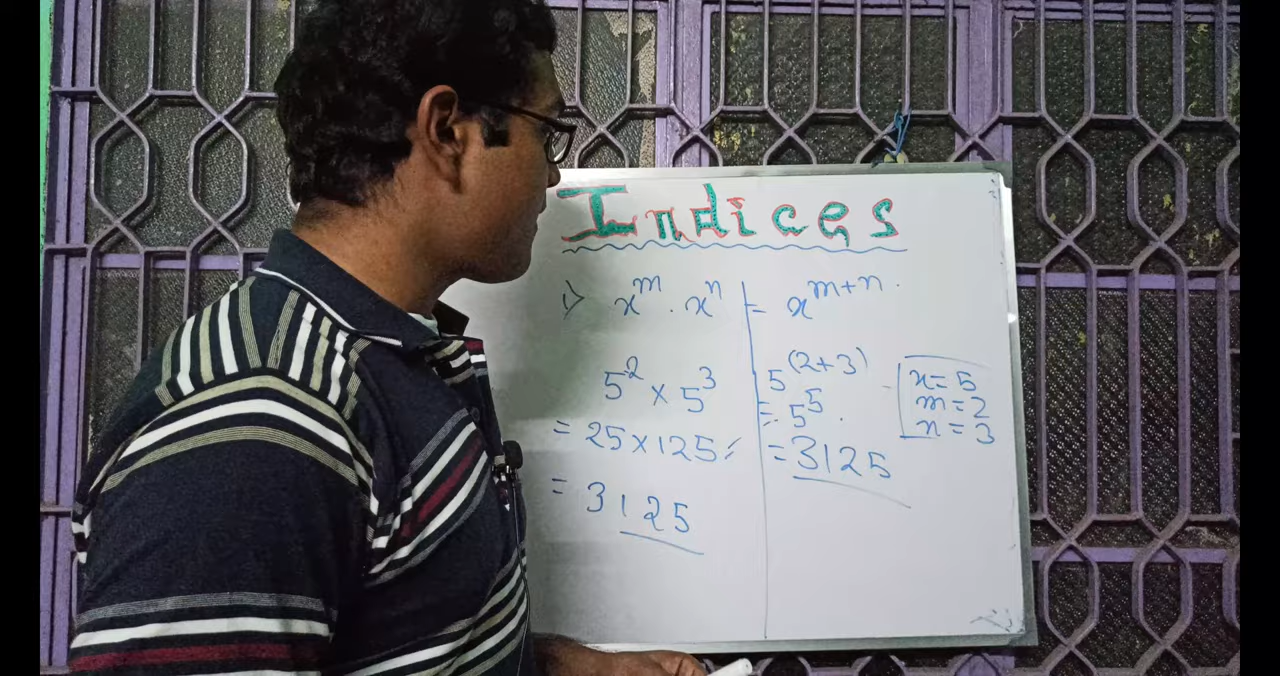 Indices
1) x^m . x^n = x^{m+n}.
5^2 × 5^3
= 25 × 125
= 3125
5^{(2+3)}
= 5^5.
= 3125
x = 5
m = 2
n = 3